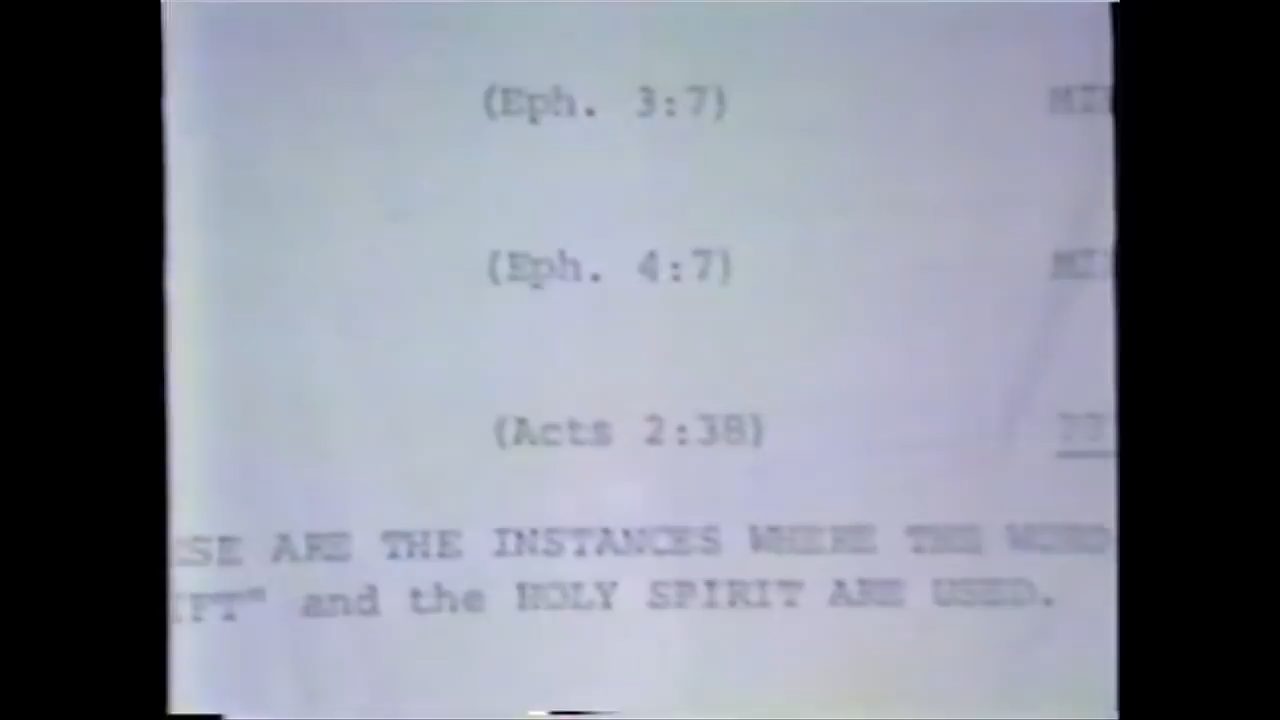 (Eph. 3:7)
(Eph. 4:7)
(Acts 2:38)
ARE THE INSTANCES WHERE THE WORD
and the HOLY SPIRIT ARE USED.